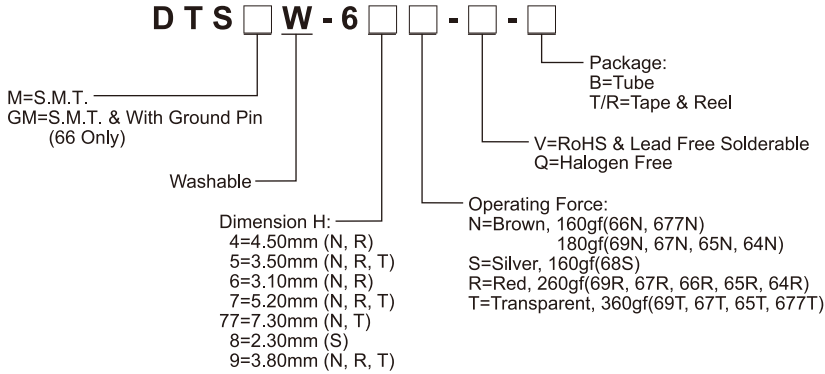 DTS□W-6□□-□-□
M=S.M.T.
GM=S.M.T. & With Ground Pin
(66 Only)
Washable
Dimension H:
4=4.50mm (N, R)
5=3.50mm (N, R, T)
6=3.10mm (N, R)
7=5.20mm (N, R, T)
77=7.30mm (N, T)
8=2.30mm (S)
9=3.80mm (N, R, T)
Package:
B=Tube
T/R=Tape & Reel
V=RoHS & Lead Free Solderable
Q=Halogen Free
Operating Force:
N=Brown, 160gf(66N, 677N)
180gf(69N, 67N, 65N, 64N)
S=Silver, 160gf(68S)
R=Red, 260gf(69R, 67R, 66R, 65R, 64R)
T=Transparent, 360gf(69T, 67T, 65T, 677T)